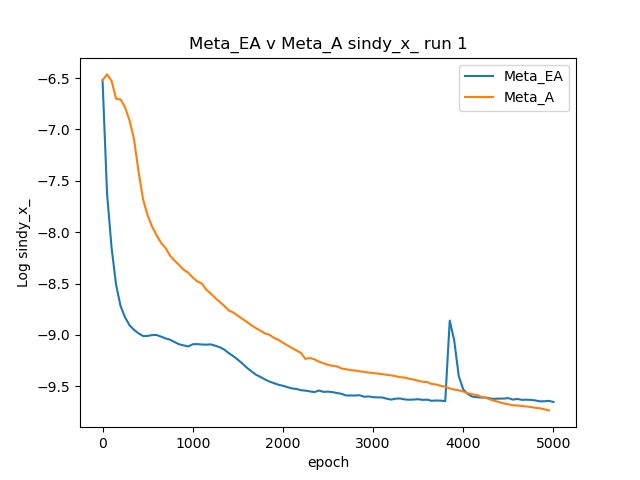 Meta_EA v Meta_A sindy_x_ run 1
Meta_EA
Meta_A
Log sindy_x_
−6.5
−7.0
−7.5
−8.0
−8.5
−9.0
−9.5
0
1000
2000
3000
4000
5000
epoch